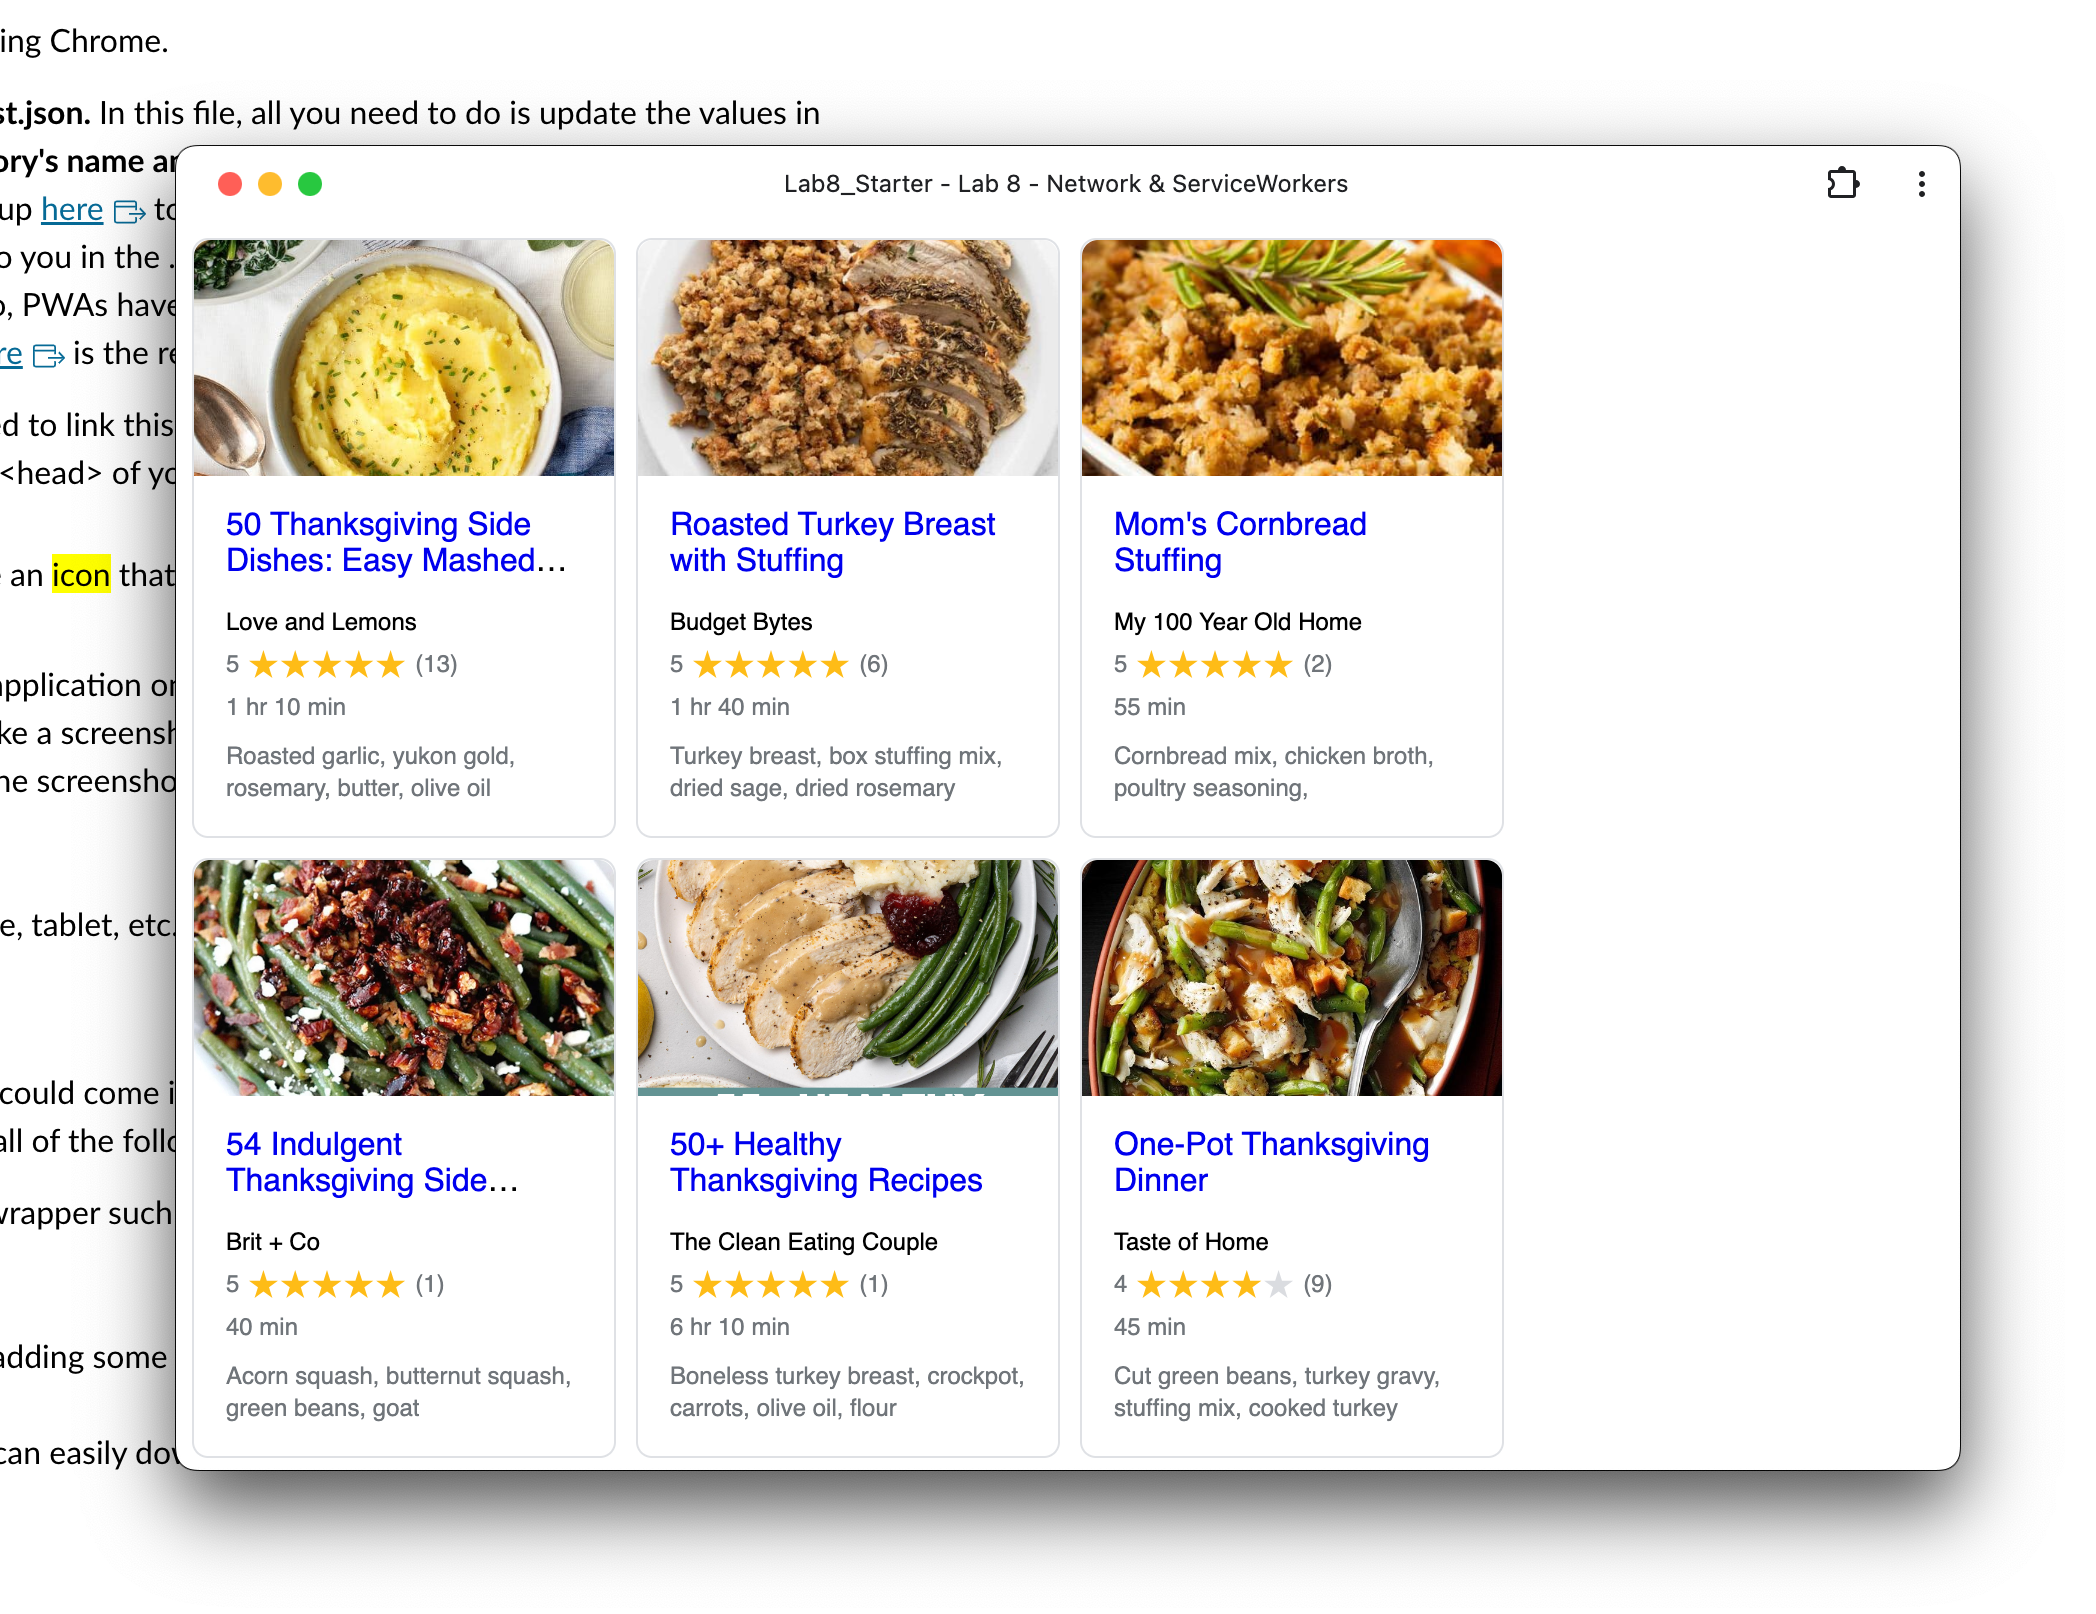 ing Chrome.
st.json. In this file, all you need to do is update the values in
ory's name ar
up here to
o you in the .
o, PWAs have
re is the re
ed to link this
<head> of yo
e an icon that
application or
ke a screensh
he screensho
e, tablet, etc.
could come i
all of the follo
wrapper such
adding some
can easily dow
Lab8_Starter - Lab 8 - Network & ServiceWorkers
50 Thanksgiving Side
Dishes: Easy Mashed...
Love and Lemons
5 ★★★★★ (13)
1 hr 10 min
Roasted garlic, yukon gold,
rosemary, butter, olive oil
Roasted Turkey Breast
with Stuffing
Budget Bytes
5 ★★★★★ (6)
1 hr 40 min
Turkey breast, box stuffing mix,
dried sage, dried rosemary
Mom's Cornbread
Stuffing
My 100 Year Old Home
5 ★★★★★ (2)
55 min
Cornbread mix, chicken broth,
poultry seasoning,
54 Indulgent
Thanksgiving Side...
Brit + Co
5 ★★★★★ (1)
40 min
Acorn squash, butternut squash,
green beans, goat
50+ Healthy
Thanksgiving Recipes
The Clean Eating Couple
5 ★★★★★ (1)
6 hr 10 min
Boneless turkey breast, crockpot,
carrots, olive oil, flour
One-Pot Thanksgiving
Dinner
Taste of Home
4 ★★★★★ (9)
45 min
Cut green beans, turkey gravy,
stuffing mix, cooked turkey